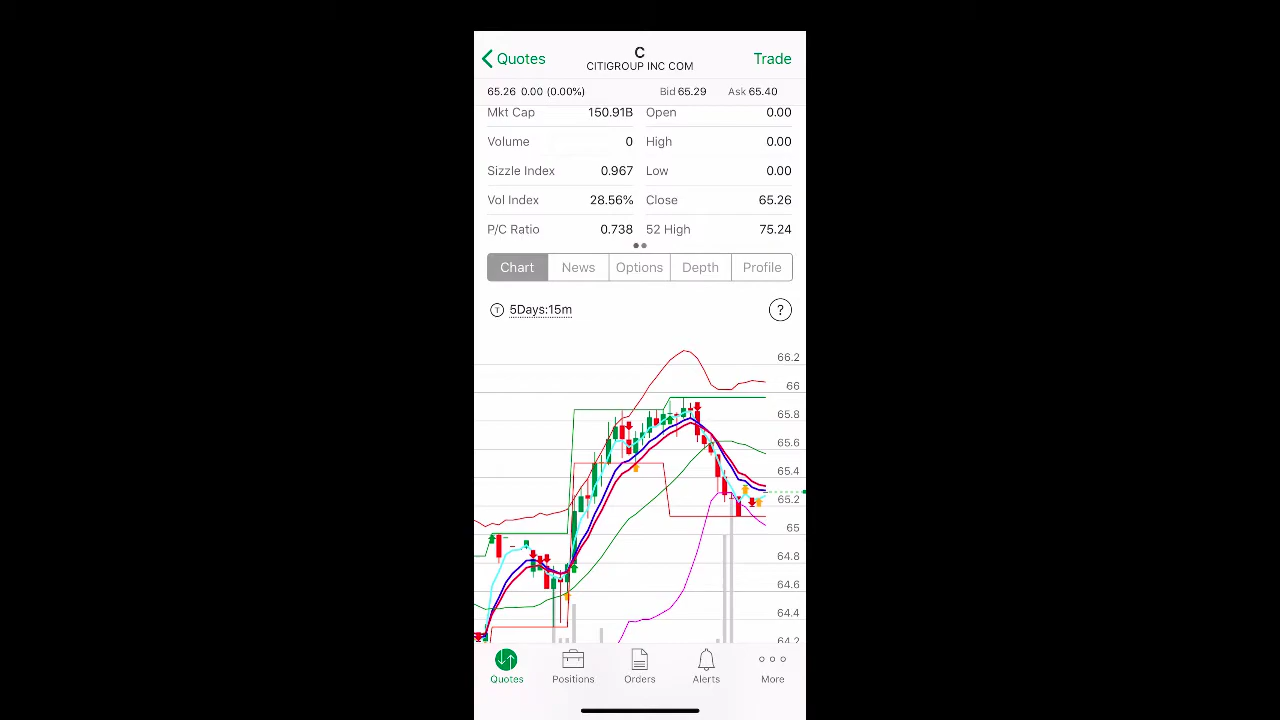 Quotes
C
CITIGROUP INC COM
Trade
65.26 0.00 (0.00%)
Bid 65.29 Ask 65.40
Mkt Cap 150.91B Open 0.00
Volume 0 High 0.00
Sizzle Index 0.967 Low 0.00
Vol Index 28.56% Close 65.26
P/C Ratio 0.738 52 High 75.24
Chart News Options Depth Profile
T 5Days:15m ?
66.2
66
65.8
65.6
65.4
65.2
65
64.8
64.6
64.4
64.2
Quotes Positions Orders Alerts More